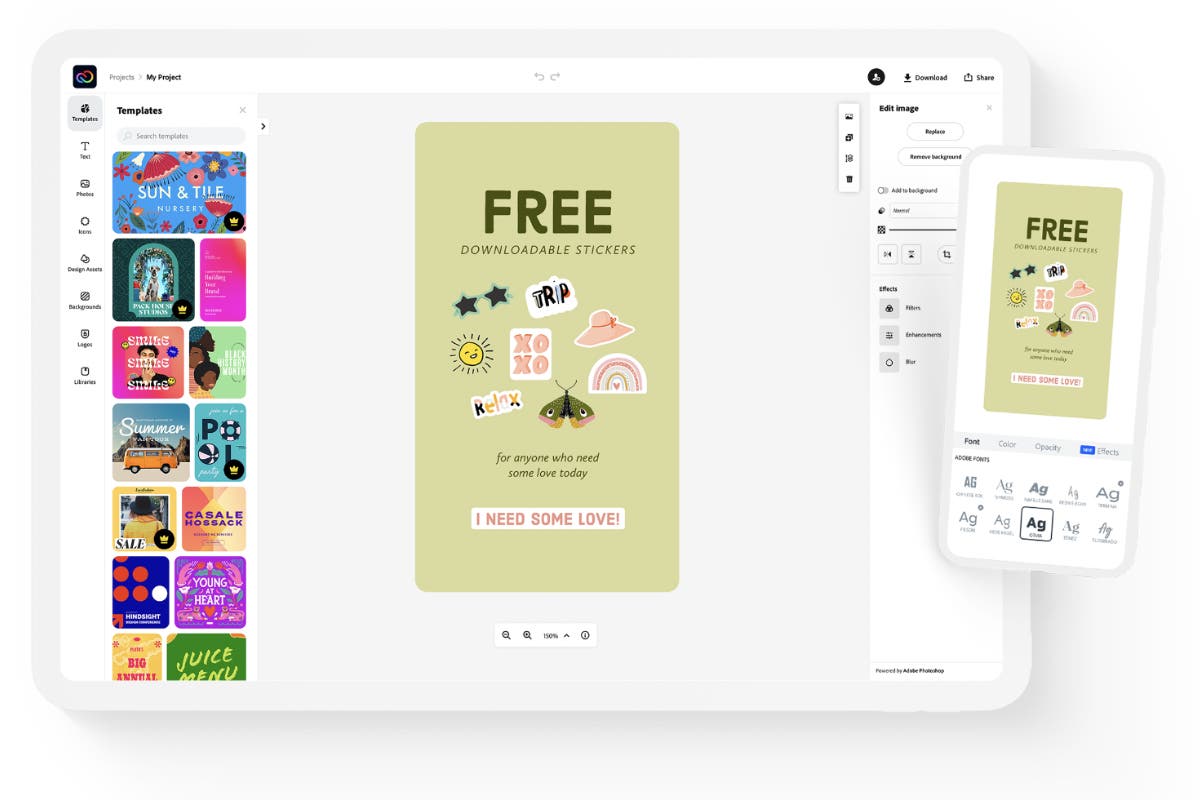 Projects > My Project
Download
Share
Templates
Text
Photos
Icons
Design Assets
Backgrounds
Logos
Libraries
Templates
Search templates
SUN & TILE
NURSERY
PACK HOUSE
STUDIOS
Building
Your
Brand
SMILE
SMILE
SMILE
BLACK
HISTORY
MONTH
Summer
join us for a
POOL
party
SALE
CASALE
HOSSACK
HINDSIGHT
DESIGN CONFERENCE
YOUNG
AT
HEART
BIG
ANNUAL
JUICE
MENU
FREE
DOWNLOADABLE STICKERS
TRIP
XO
XO
Relax
for anyone who need
some love today
I NEED SOME LOVE!
150%
Edit image
Replace
Remove background
Add to background
Normal
Effects
Filters
Enhancements
Blur
Powered by Adobe Photoshop
FREE
DOWNLOADABLE STICKERS
TRIP
XO
XO
Relax
for anyone who need
some love today
I NEED SOME LOVE!
Font
Color
Opacity
NEW
Effects
ADOBE FONTS
AG
Ag
Ag
Ag
Ag
Ag
Ag
Ag
Ag
Ag